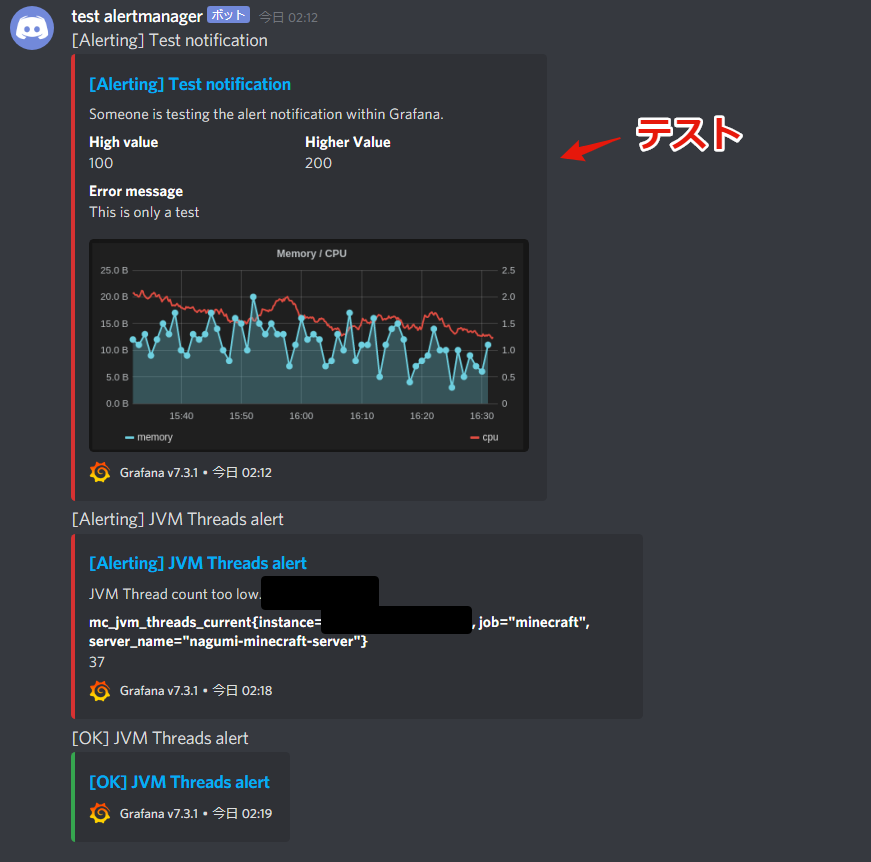 test alertmanager ボット 今日 02:12
[Alerting] Test notification
[Alerting] Test notification
Someone is testing the alert notification within Grafana.
High value Higher Value
100 200
Error message
This is only a test
テスト
Memory / CPU
25.0 B 2.5
20.0 B 2.0
15.0 B 1.5
10.0 B 1.0
5.0 B 0.5
0.0 B 0
15:40 15:50 16:00 16:10 16:20 16:30
memory cpu
Grafana v7.3.1 • 今日 02:12
[Alerting] JVM Threads alert
[Alerting] JVM Threads alert
JVM Thread count too low.
mc_jvm_threads_current{instance= , job="minecraft",
server_name="nagumi-minecraft-server"}
37
Grafana v7.3.1 • 今日 02:18
[OK] JVM Threads alert
[OK] JVM Threads alert
Grafana v7.3.1 • 今日 02:19